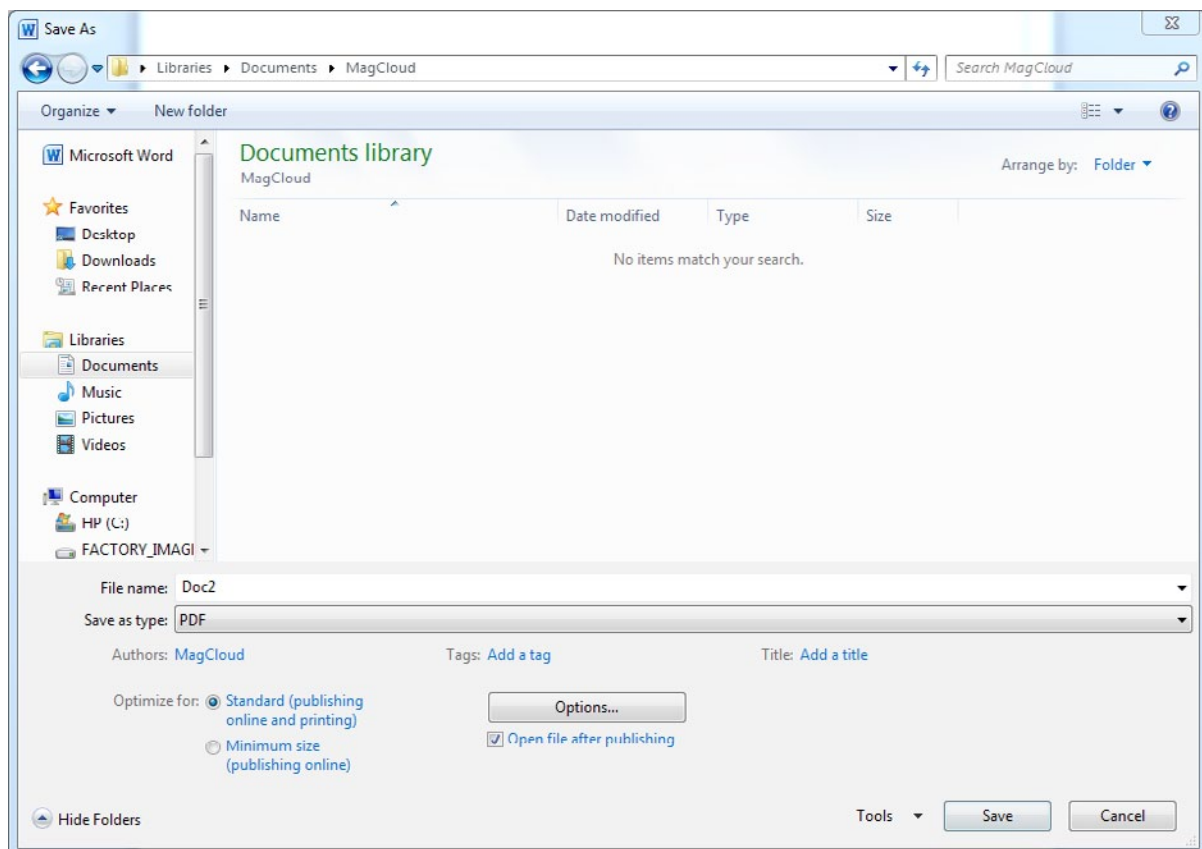 Save As
Libraries Documents MagCloud
Search MagCloud
Organize New folder
Microsoft Word
Favorites
Desktop
Downloads
Recent Places
Libraries
Documents
Music
Pictures
Videos
Computer
HP (C:)
FACTORY_IMAG
Documents library
MagCloud
Arrange by: Folder
Name Date modified Type Size
No items match your search.
File name: Doc2
Save as type: PDF
Authors: MagCloud Tags: Add a tag Title: Add a title
Optimize for: Standard (publishing
online and printing)
Minimum size
(publishing online)
Options...
Open file after publishing
Hide Folders
Tools Save Cancel